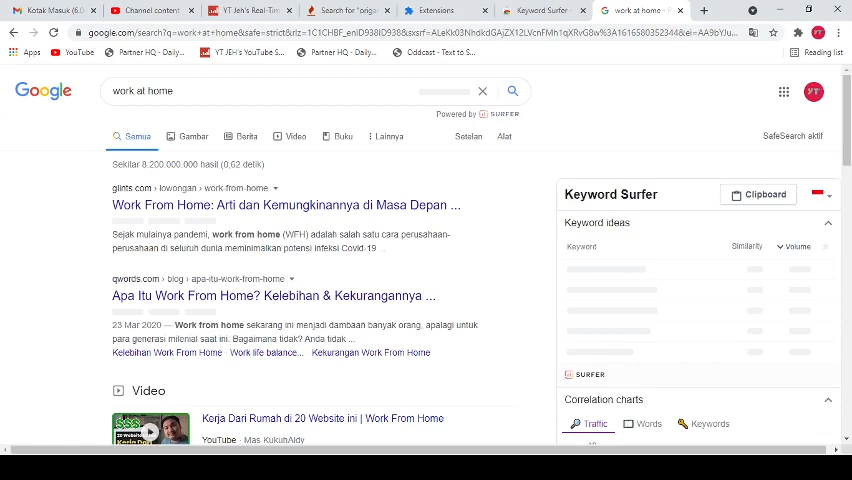 Kotak Masuk (6.0
Channel content
YT Jeh's Real-Tim
Search for "origam
Extensions
Keyword Surfer -
work at home - P
google.com/search?q=work+at+home&safe=strict&rlz=1C1CHBF_enID938ID938&sxsrf=
Apps
YouTube
Partner HQ - Daily...
YT JEH's YouTube S...
Partner HQ - Daily...
Oddcast - Text to S...
Reading list
Google
work at home
YT
Powered by SURFER
Semua
Gambar
Berita
Video
Buku
Lainnya
Setelan
Alat
SafeSearch aktif
Sekitar 8.200.000.000 hasil (0,62 detik)
glints.com › lowongan › work-from-home
Work From Home: Arti dan Kemungkinannya di Masa Depan ...
Sejak mulainya pandemi, work from home (WFH) adalah salah satu cara perusahaan-
perusahaan di seluruh dunia meminimalkan potensi infeksi Covid-19 ...
qwords.com › blog › apa-itu-work-from-home
Apa Itu Work From Home? Kelebihan & Kekurangannya ...
23 Mar 2020 — Work from home sekarang ini menjadi dambaan banyak orang, apalagi untuk
para generasi milenial saat ini. Bagaimana tidak? Anda tidak ...
Kelebihan Work From Home · Work life balance... · Kekurangan Work From Home
Video
Kerja Dari Rumah di 20 Website ini | Work From Home
YouTube · Mas KukuhAldy
$$$
20 Website
Keyword Surfer
Clipboard
Keyword ideas
Keyword
Similarity
Volume
SURFER
Correlation charts
Traffic
Words
Keywords